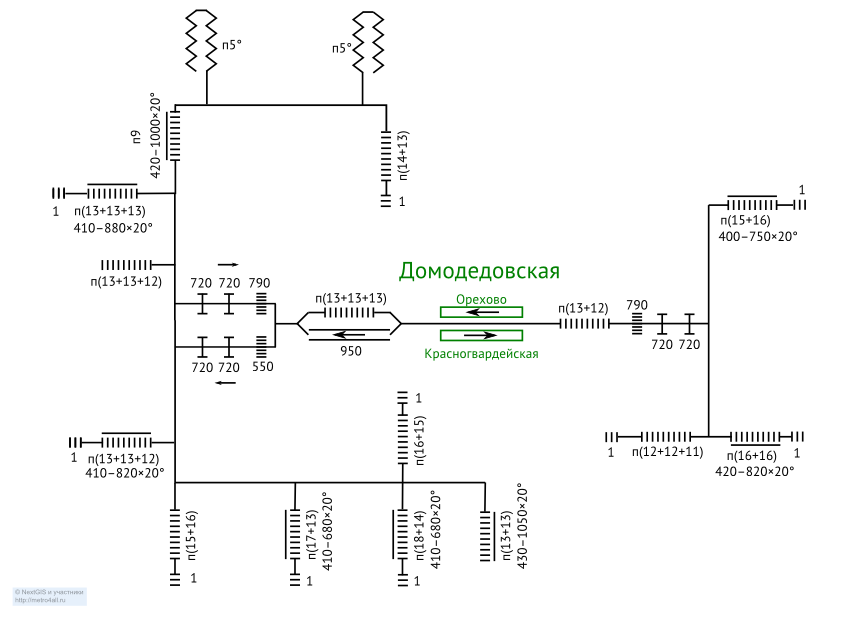 п5°
п5°
п9
420–1000×20°
п(14+13)
1
1
п(13+13+13)
410–880×20°
1
п(15+16)
400–750×20°
п(13+13+12)
Домодедовская
720 720 790
п(13+13+13)
Орехово
п(13+12)
790
720 720
950
Красногвардейская
720 720 550
1
п(16+15)
1
п(13+13+12)
410–820×20°
1
п(12+12+11)
п(16+16)
420–820×20°
1
п(15+16)
1
п(17+13)
410–680×20°
1
п(18+14)
410–680×20°
1
п(13+13)
430–1050×20°
© NextGIS и участники
http://metro4all.ru